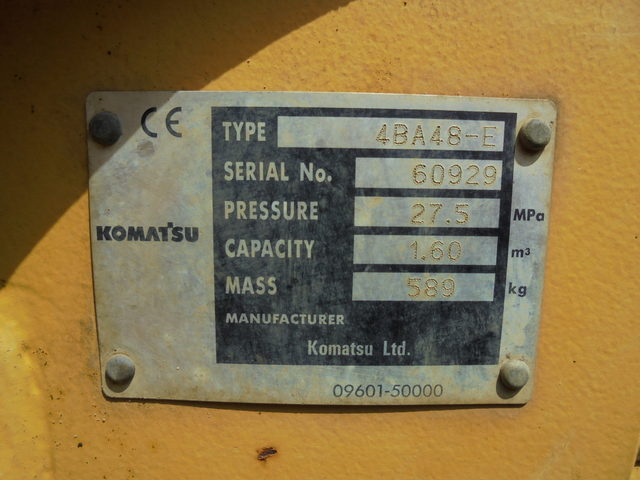 CE
TYPE 4BA48-E
SERIAL No. 60929
PRESSURE 27.5 MPa
KOMATSU
CAPACITY 1.60 m³
MASS 589 kg
MANUFACTURER
Komatsu Ltd.
09601-50000